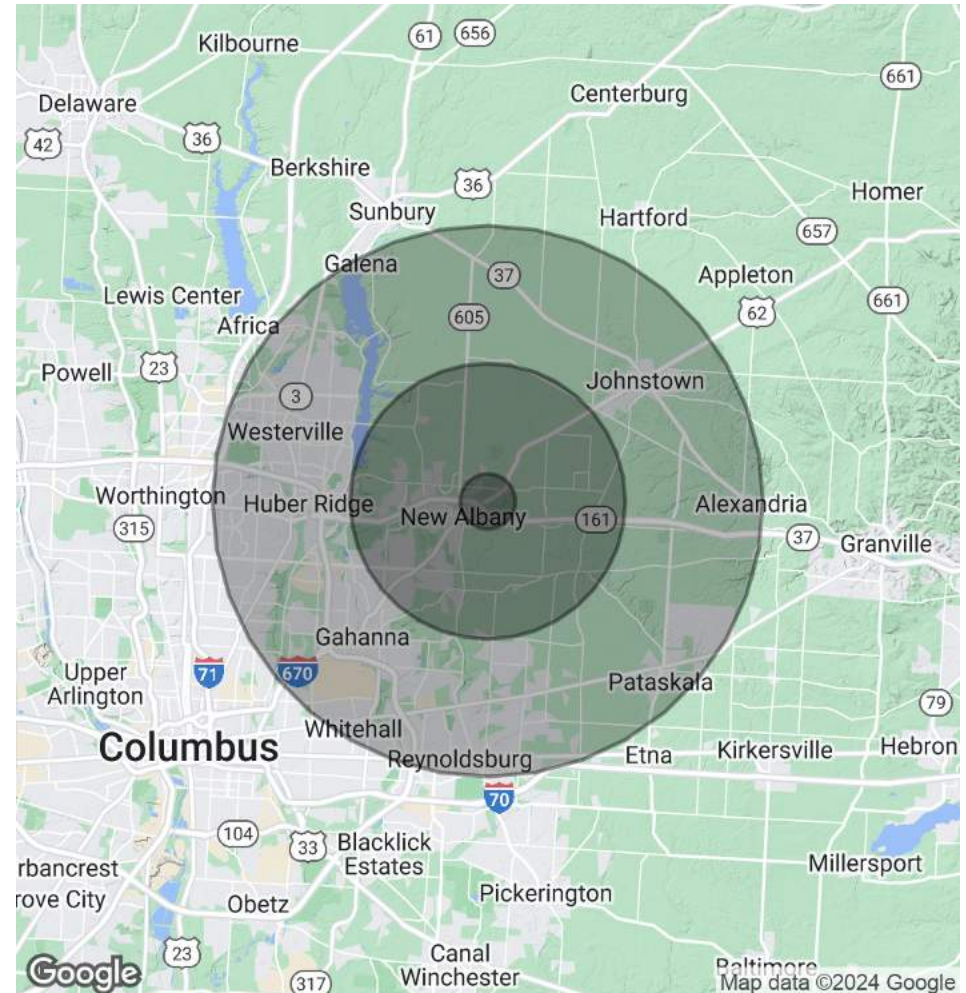 61
656
Kilbourne
661
Delaware
Centerburg
42
36
Berkshire
36
Homer
Sunbury
Hartford
657
Galena
37
Appleton
Lewis Center
661
605
62
Africa
Powell
23
Johnstown
3
Westerville
Worthington
Huber Ridge
Alexandria
New Albany
161
315
37
Granville
Gahanna
Upper
Arlington
71
670
Pataskala
79
Whitehall
Columbus
Reynoldsburg
Etna
Kirkersville
Hebron
70
104
33
Blacklick
Estates
rbancrest
Millersport
rove City
Obetz
Pickerington
23
Canal
Winchester
Baltimore
Google
317
Map data ©2024 Google